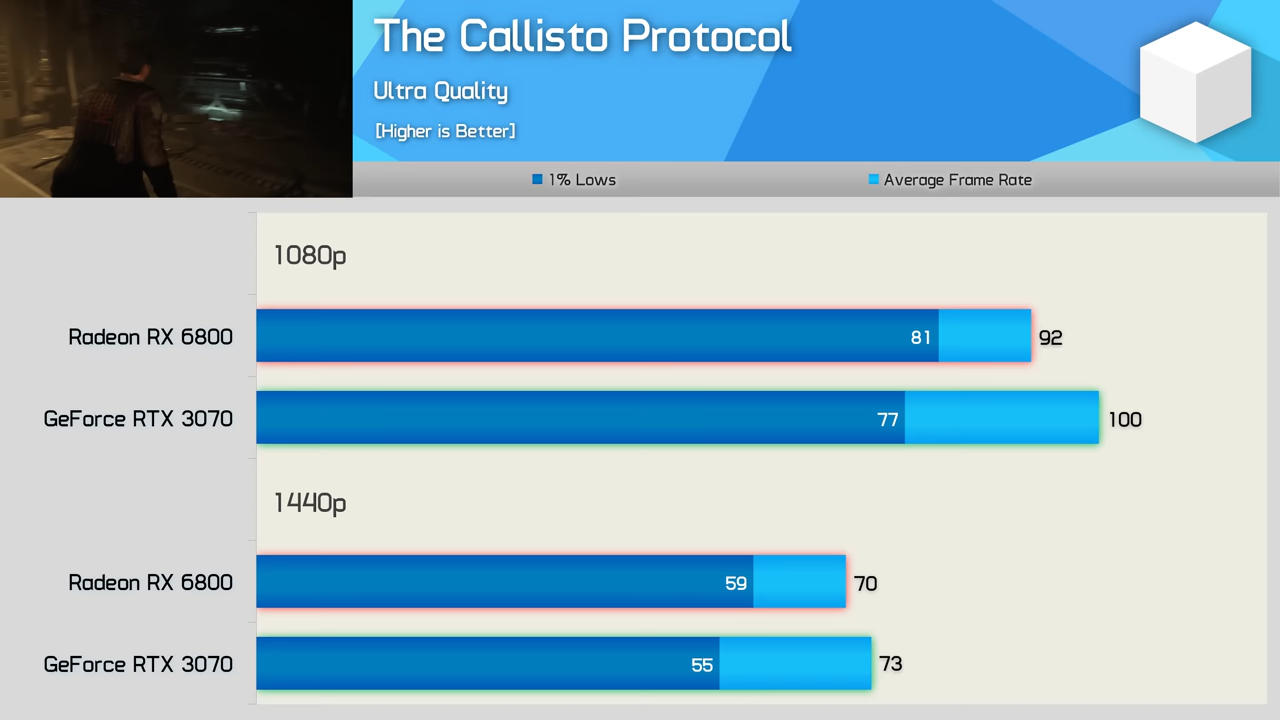 The Callisto Protocol
Ultra Quality
[Higher is Better]
1% Lows
Average Frame Rate
1080p
Radeon RX 6800
81
92
GeForce RTX 3070
77
100
1440p
Radeon RX 6800
59
70
GeForce RTX 3070
55
73